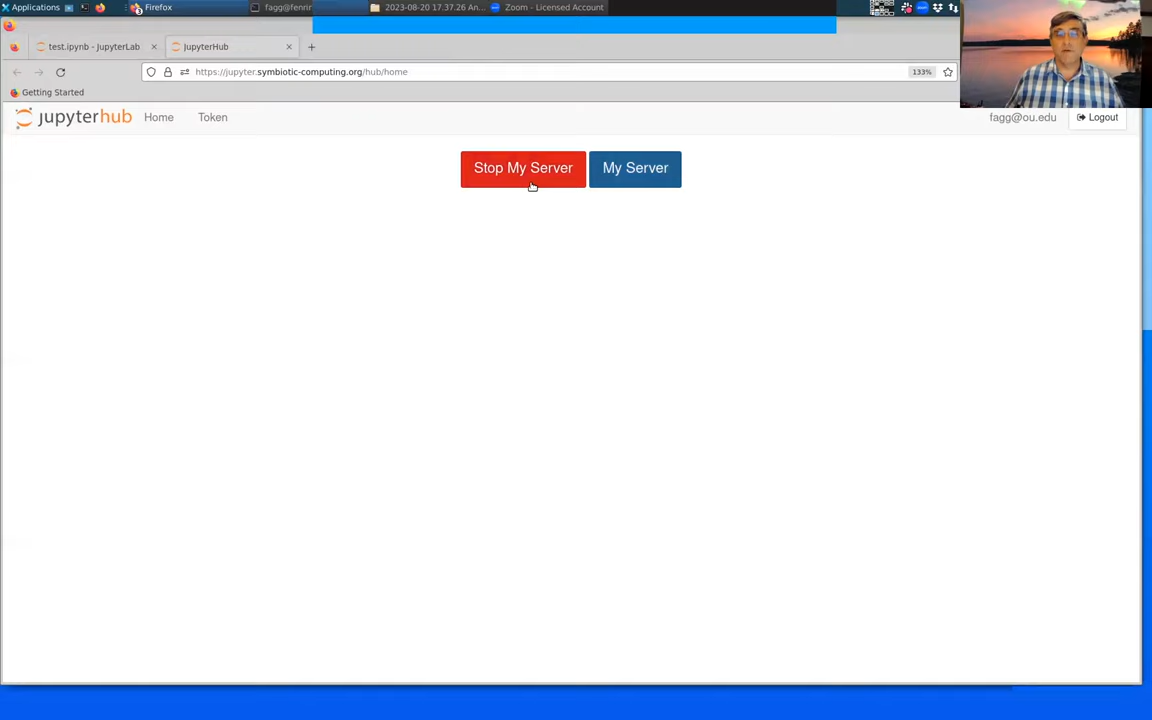 Applications
Firefox
fagg@fenrir
2023-08-20 17.37.26 An...
Zoom - Licensed Account
test.ipynb - JupyterLab
JupyterHub
https://jupyter.symbiotic-computing.org/hub/home
133%
Getting Started
jupyterhub
Home
Token
fagg@ou.edu
Logout
Stop My Server
My Server